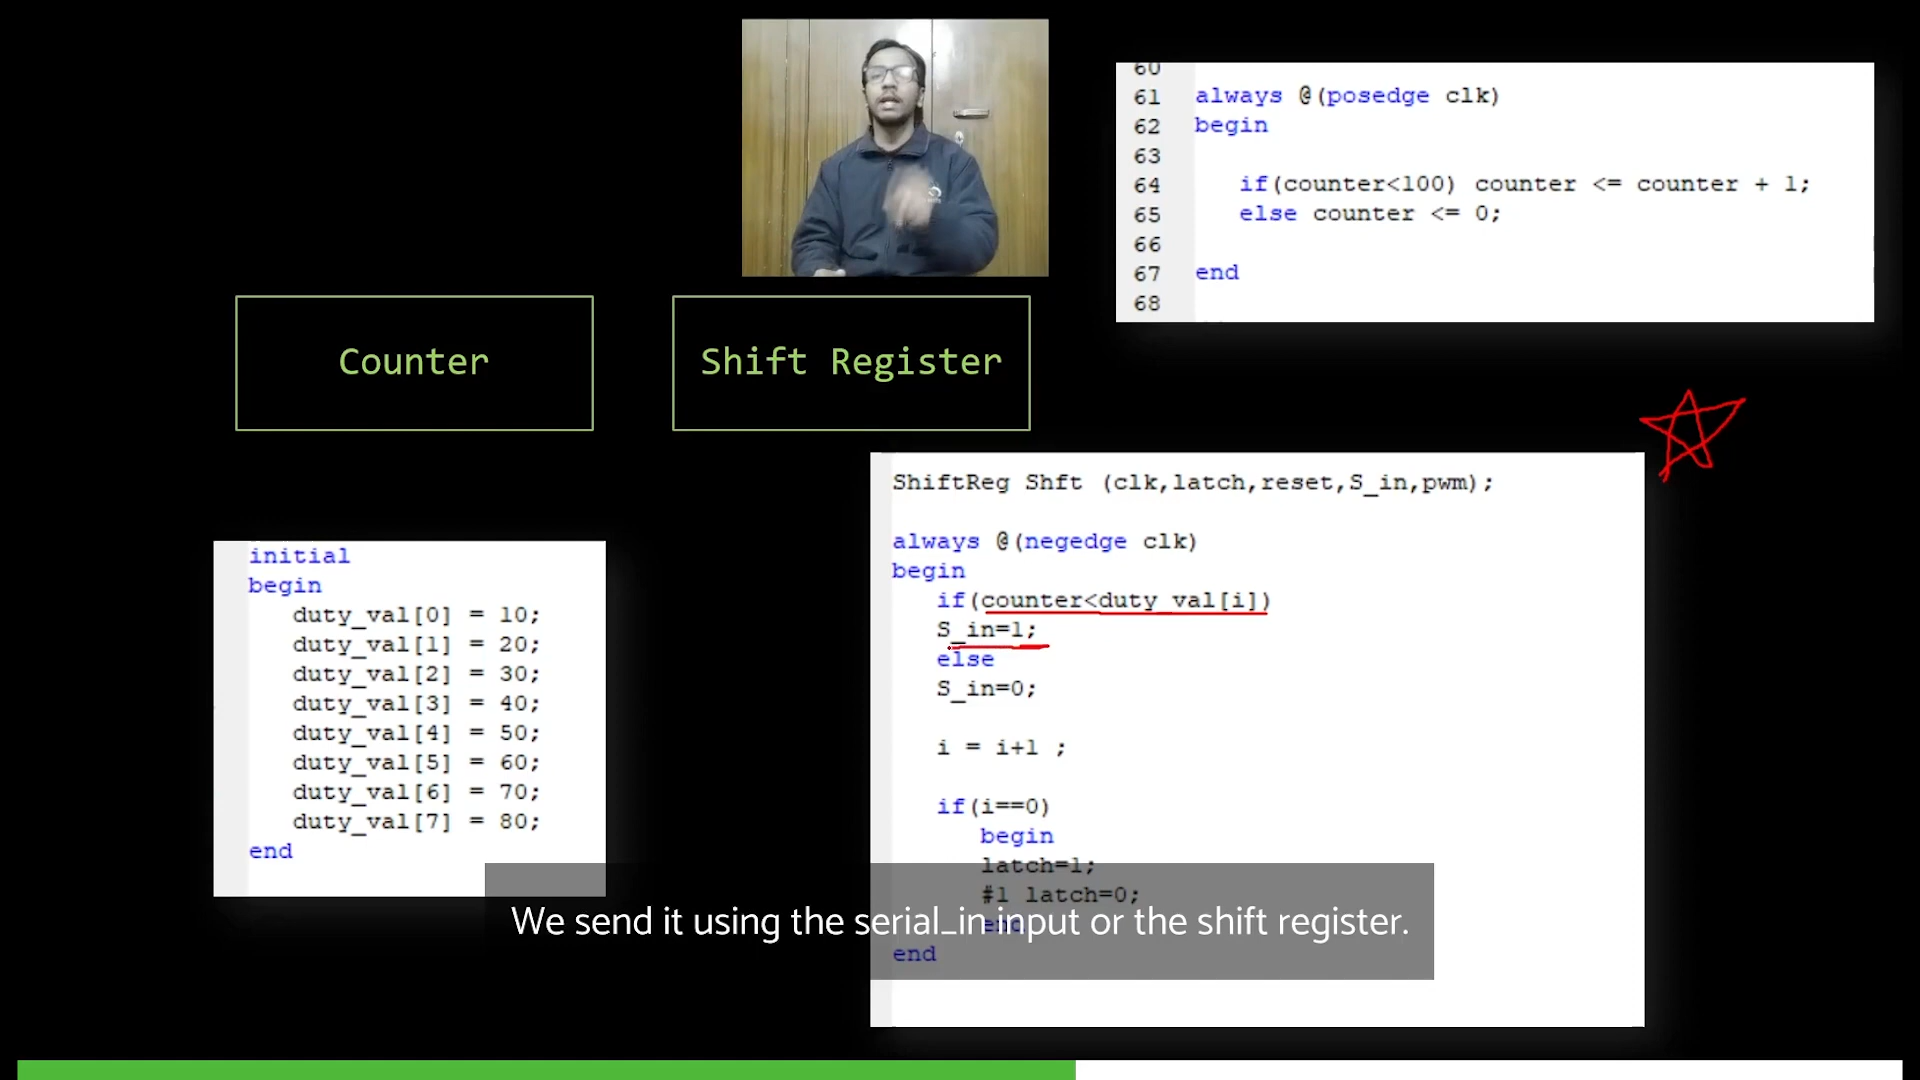 60
61 always @(posedge clk)
62 begin
63
64 if(counter<100) counter <= counter + 1;
65 else counter <= 0;
66
67 end
68
Counter
Shift Register
initial
begin
duty_val[0] = 10;
duty_val[1] = 20;
duty_val[2] = 30;
duty_val[3] = 40;
duty_val[4] = 50;
duty_val[5] = 60;
duty_val[6] = 70;
duty_val[7] = 80;
end
ShiftReg Shft (clk,latch,reset,S_in,pwm);
always @(negedge clk)
begin
if(counter<duty_val[i])
S_in=1;
else
S_in=0;
i = i+1 ;
if(i==0)
begin
latch=1;
#1 latch=0;
end
end
We send it using the serial_in input or the shift register.